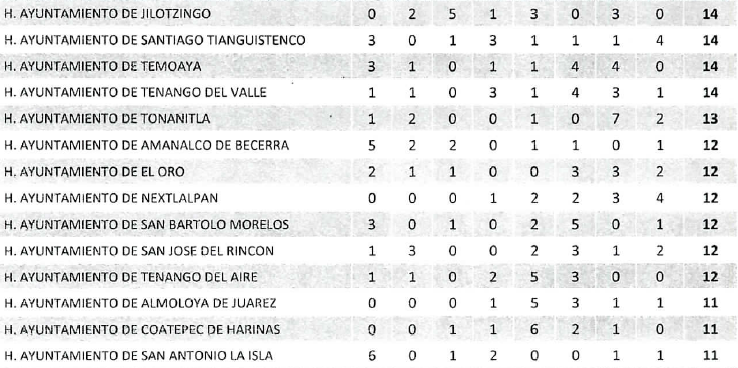 H. AYUNTAMIENTO DE JILOTZINGO 0 2 5 1 3 0 3 0 14
H. AYUNTAMIENTO DE SANTIAGO TIANGUISTENCO 3 0 1 3 1 1 1 4 14
H. AYUNTAMIENTO DE TEMOAYA 3 1 0 1 1 4 4 0 14
H. AYUNTAMIENTO DE TENANGO DEL VALLE 1 1 0 3 1 4 3 1 14
H. AYUNTAMIENTO DE TONANITLA 1 2 0 0 1 0 7 2 13
H. AYUNTAMIENTO DE AMANALCO DE BECERRA 5 2 2 0 1 1 0 1 12
H. AYUNTAMIENTO DE EL ORO 2 1 1 0 0 3 3 2 12
H. AYUNTAMIENTO DE NEXTLALPAN 0 0 0 1 2 2 3 4 12
H. AYUNTAMIENTO DE SAN BARTOLO MORELOS 3 0 1 0 2 5 0 1 12
H. AYUNTAMIENTO DE SAN JOSE DEL RINCON 1 3 0 0 2 3 1 2 12
H. AYUNTAMIENTO DE TENANGO DEL AIRE 1 1 0 2 5 3 0 0 12
H. AYUNTAMIENTO DE ALMOLOYA DE JUAREZ 0 0 0 1 5 3 1 1 11
H. AYUNTAMIENTO DE COATEPEC DE HARINAS 0 0 1 1 6 2 1 0 11
H. AYUNTAMIENTO DE SAN ANTONIO LA ISLA 6 0 1 2 0 0 1 1 11